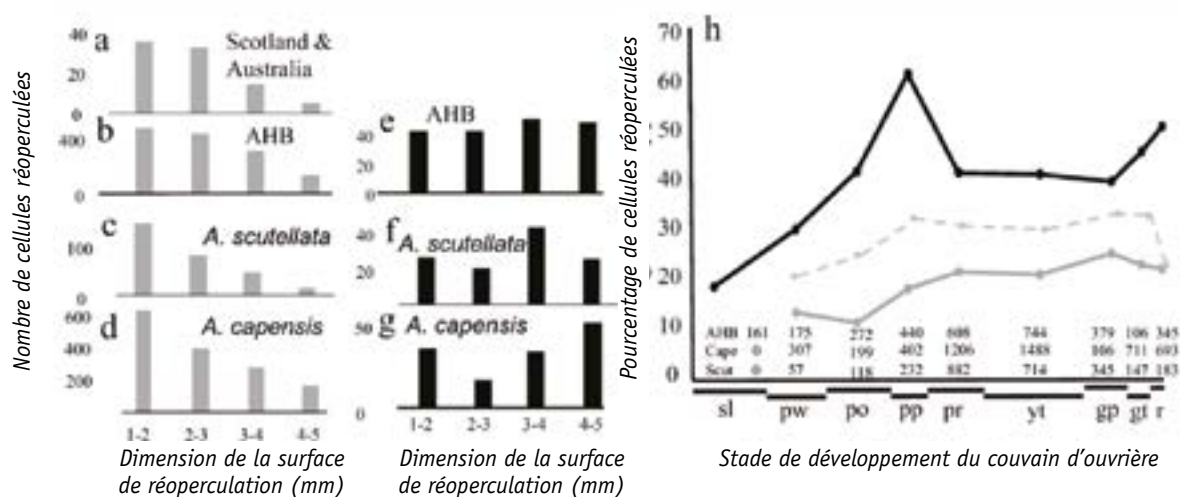 Nombre de cellules réoperculées
a
Scotland &
Australia
40
20
0
b
AHB
400
0
c
A. scutellata
100
0
d
A. capensis
600
400
200
1-2 2-3 3-4 4-5
Dimension de la surface
de réoperculation (mm)
e
AHB
40
20
0
f
A. scutellata
40
20
g
A. capensis
50
0
1-2 2-3 3-4 4-5
Dimension de la surface
de réoperculation (mm)
h
Pourcentage de cellules réoperculées
70
60
50
40
30
20
10
0
AHB 161 175 272 440 608 744 379 106 345
Cape 0 307 199 402 1206 1488 711 693
Scut 0 57 118 232 882 714 345 147 183
sl pw po pp pr yt gp gt r
Stade de développement du couvain d'ouvrière